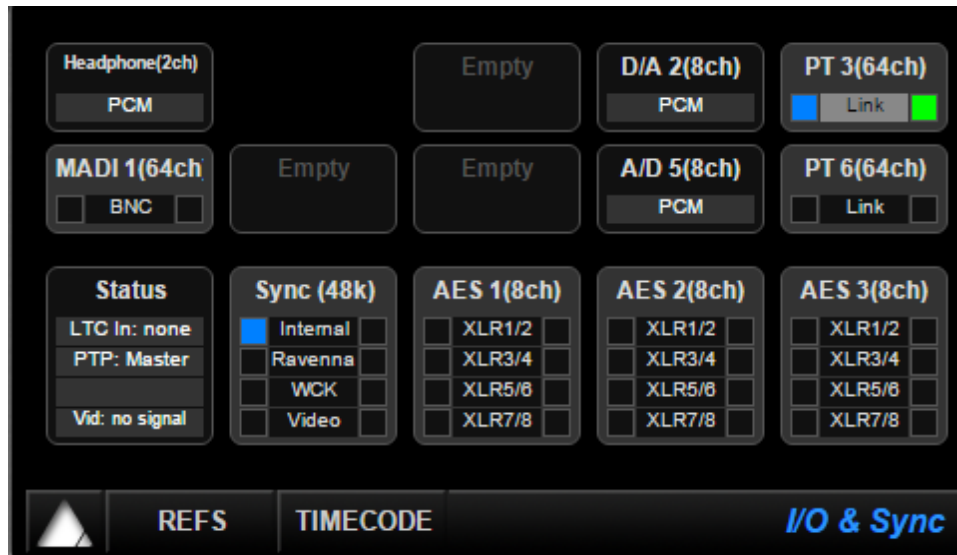 Headphone(2ch)
PCM
Empty
D/A 2(8ch)
PCM
PT 3(64ch)
Link
MADI 1(64ch)
BNC
Empty
Empty
A/D 5(8ch)
PCM
PT 6(64ch)
Link
Status
LTC In: none
PTP: Master
Vid: no signal
Sync (48k)
Internal
Ravenna
WCK
Video
AES 1(8ch)
XLR1/2
XLR3/4
XLR5/6
XLR7/8
AES 2(8ch)
XLR1/2
XLR3/4
XLR5/6
XLR7/8
AES 3(8ch)
XLR1/2
XLR3/4
XLR5/6
XLR7/8
REFS
TIMECODE
I/O & Sync